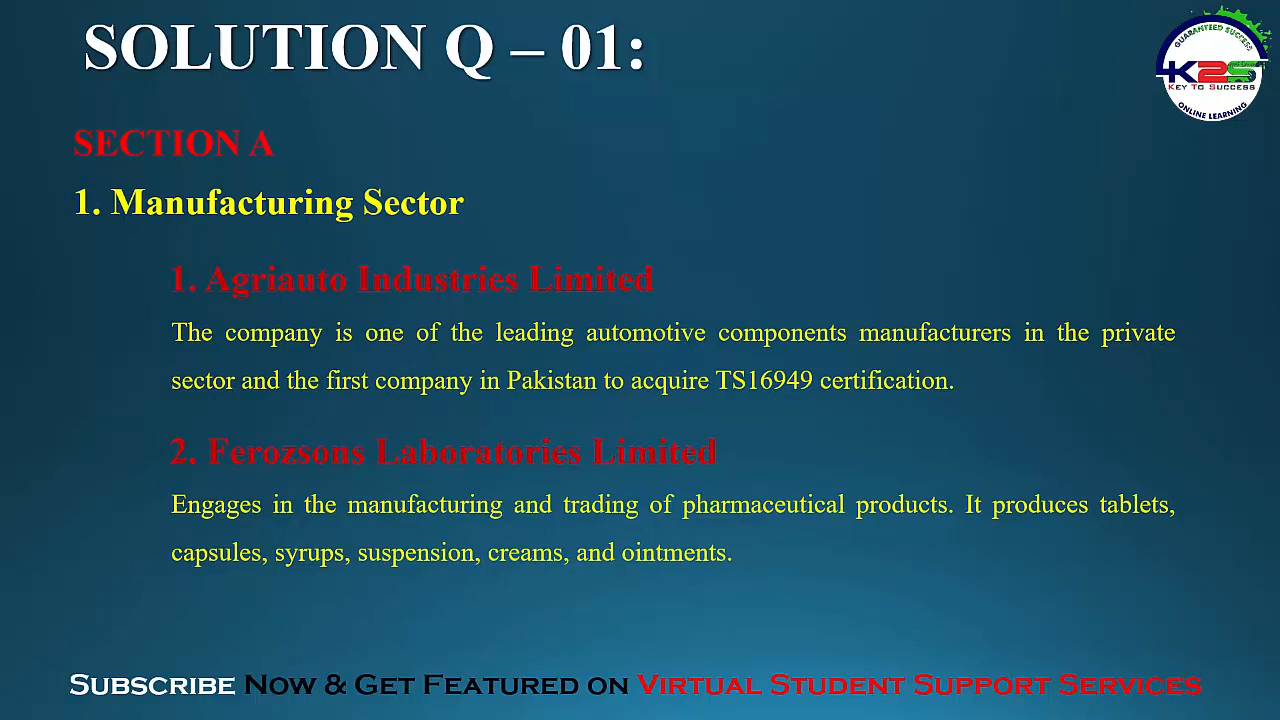 SOLUTION Q – 01:
GUARANTEED SUCCESS
K2S
KEY TO SUCCESS
ONLINE LEARNING
SECTION A
1. Manufacturing Sector
1. Agriauto Industries Limited
The company is one of the leading automotive components manufacturers in the private
sector and the first company in Pakistan to acquire TS16949 certification.
2. Ferozsons Laboratories Limited
Engages in the manufacturing and trading of pharmaceutical products. It produces tablets,
capsules, syrups, suspension, creams, and ointments.
SUBSCRIBE NOW & GET FEATURED ON VIRTUAL STUDENT SUPPORT SERVICES